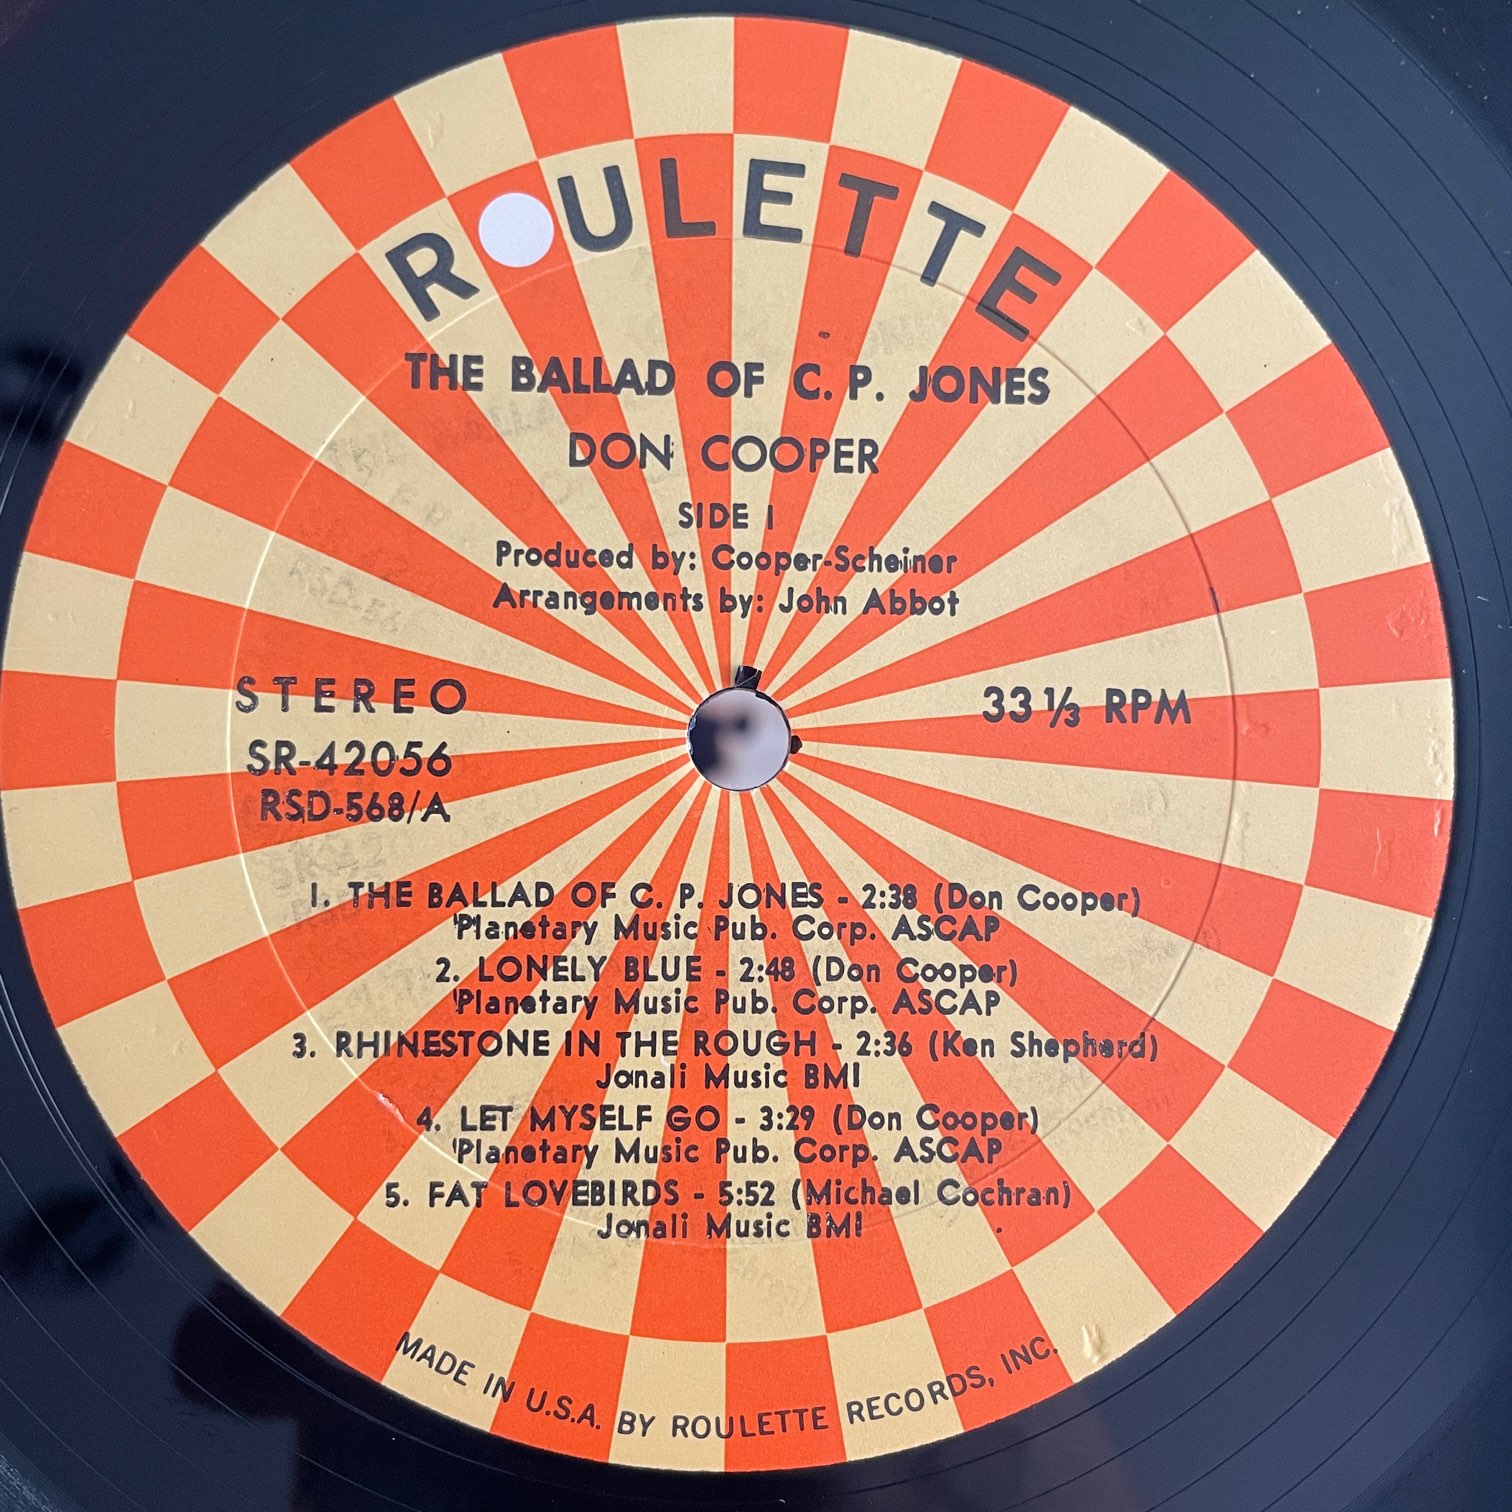 ROULETTE
THE BALLAD OF C. P. JONES
DON COOPER
SIDE 1
Produced by: Cooper-Scheiner
Arrangements by: John Abbot
STEREO
33 1/3 RPM
SR-42056
RSD-568/A
1. THE BALLAD OF C. P. JONES - 2:38 (Don Cooper)
Planetary Music Pub. Corp. ASCAP
2. LONELY BLUE - 2:48 (Don Cooper)
Planetary Music Pub. Corp. ASCAP
3. RHINESTONE IN THE ROUGH - 2:36 (Ken Shepherd)
Jonali Music BMI
4. LET MYSELF GO - 3:29 (Don Cooper)
Planetary Music Pub. Corp. ASCAP
5. FAT LOVEBIRDS - 5:52 (Michael Cochran)
Jonali Music BMI
MADE IN U.S.A. BY ROULETTE RECORDS, INC.